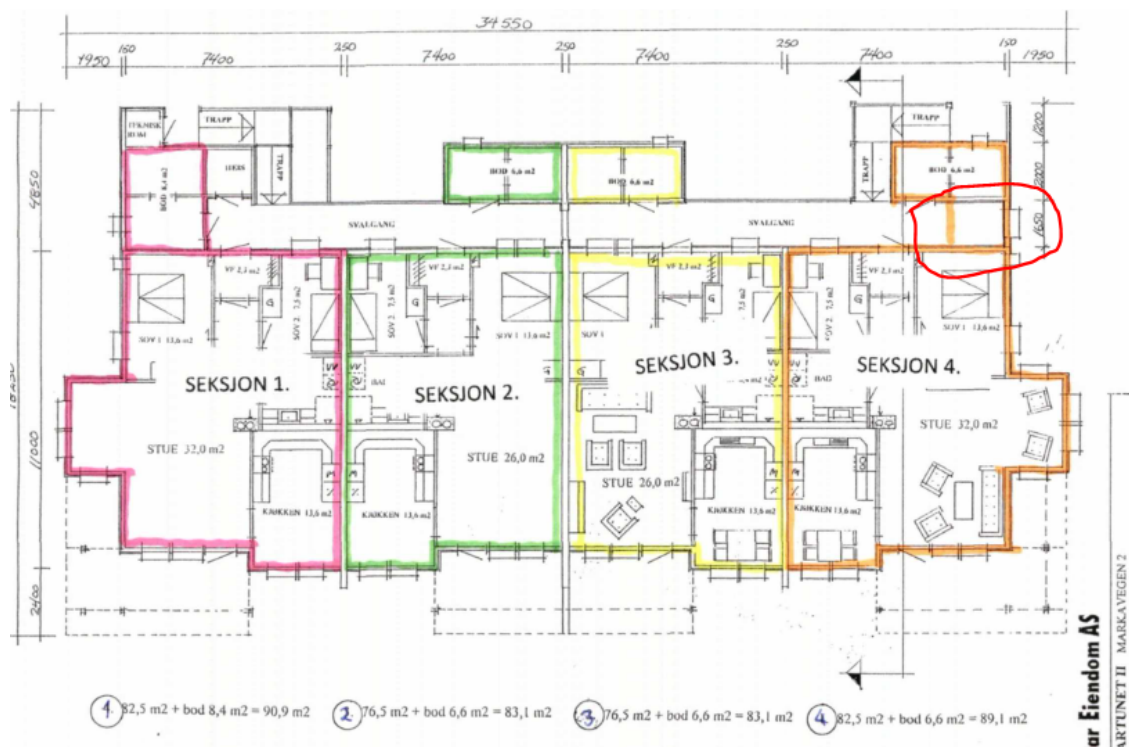 34550
1950 150 7400 250 7400 250 7400 250 7400 150 1950
TEKNISK ROM
TRAPP
TRAPP
HEIS
TRAPP
TRAPP
BOD 8,4 m2
BOD 6,6 m2
BOD 6,6 m2
BOD 6,6 m2
1200
2000
1650
4850
SVALGANG
SVALGANG
VF 2,3 m2
VF 2,3 m2
VF 2,3 m2
VF 2,3 m2
SOV 1 13,6 m2
SOV 2. 7,5 m2
SOV 2. 7,5 m2
SOV 1 13,6 m2
SOV 1
7,5 m2
SOV 2. 7,5 m2
SOV 1 13,6 m2
SEKSJON 1.
SEKSJON 2.
SEKSJON 3.
SEKSJON 4.
BAD
BAD
STUE 32,0 m2
STUE 26,0 m2
STUE 26,0 m2
STUE 32,0 m2
KJØKKEN 13,6 m2
KJØKKEN 13,6 m2
KJØKKEN 13,6 m2
KJØKKEN 13,6 m2
11000
2400
1 82,5 m2 + bod 8,4 m2 = 90,9 m2
2 76,5 m2 + bod 6,6 m2 = 83,1 m2
3 76,5 m2 + bod 6,6 m2 = 83,1 m2
4 82,5 m2 + bod 6,6 m2 = 89,1 m2
ar Eiendom AS
ARTUNET II MARKAVEGEN 2